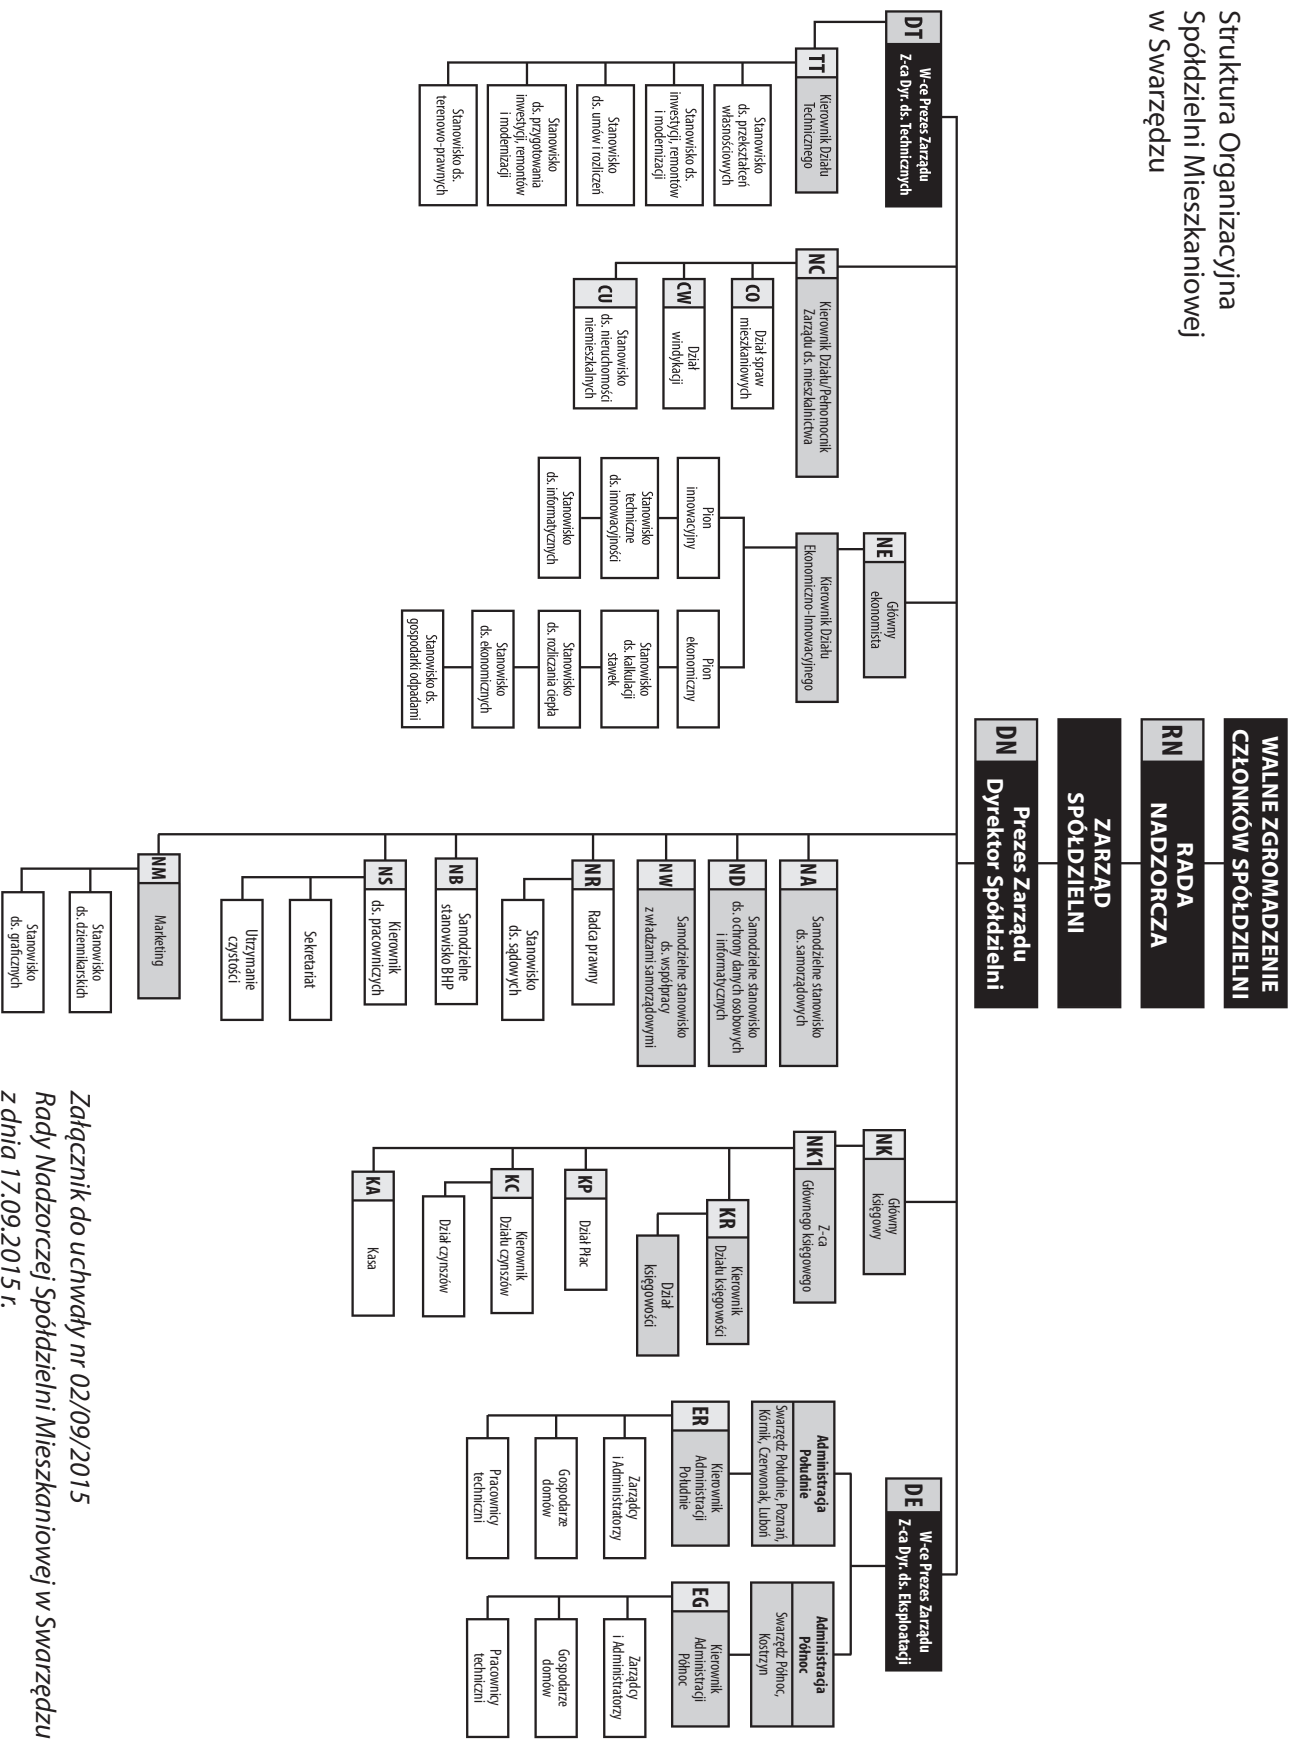 Struktura Organizacyjna
Spółdzielni Mieszkaniowej
w Swarzędzu
WALNE ZGROMADZENIE
CZŁONKÓW SPÓŁDZIELNI
RN
RADA
NADZORCZA
ZARZĄD
SPÓŁDZIELNI
DN
Prezes Zarządu
Dyrektor Spółdzielni
DT
W-ce Prezes Zarządu
Z-ca Dyr. ds. Technicznych
TT
Kierownik Działu
Technicznego
Stanowisko
ds. przekształceń
własnościowych
Stanowisko ds.
inwestycji, remontów
i modernizacji
Stanowisko
ds. umów i rozliczeń
Stanowisko
ds. przygotowania
inwestycji, remontów
i modernizacji
Stanowisko ds.
terenowo-prawnych
NC
Kierownik Działu/Pełnomocnik
Zarządu ds. mieszkalnictwa
CO
Dział spraw
mieszkaniowych
CW
Dział
windykacji
CU
Stanowisko
ds. nieruchomości
niemieszkalnych
NE
Główny
ekonomista
Kierownik Działu
Ekonomiczno-Innowacyjnego
Pion
innowacyjny
Stanowisko
techniczne
ds. innowacyjności
Stanowisko
ds. informatycznych
Pion
ekonomiczny
Stanowisko
ds. kalkulacji
stawek
Stanowisko
ds. rozliczania ciepła
Stanowisko
ds. ekonomicznych
Stanowisko ds.
gospodarki odpadami
NA
Samodzielne stanowisko
ds. samorządowych
ND
Samodzielne stanowisko
ds. ochrony danych osobowych
i informatycznych
NW
Samodzielne stanowisko
ds. współpracy
z władzami samorządowymi
NR
Radca prawny
Stanowisko
ds. sądowych
NB
Samodzielne
stanowisko BHP
NS
Kierownik
ds. pracowniczych
Sekretariat
Utrzymanie
czystości
NM
Marketing
Stanowisko
ds. dziennikarskich
Stanowisko
ds. graficznych
NK
Główny
księgowy
NK1
Z-ca
Głównego księgowego
KR
Kierownik
Działu księgowości
Dział
księgowości
KP
Dział Płac
KC
Kierownik
Działu czynszów
Dział czynszów
KA
Kasa
DE
W-ce Prezes Zarządu
Z-ca Dyr. ds. Eksploatacji
Administracja
Południe
Swarzędz Południe, Poznań,
Kórnik, Czerwonak, Luboń
ER
Kierownik
Administracji
Południe
Zarządcy
i Administratorzy
Gospodarze
domów
Pracownicy
techniczni
Administracja
Północ
Swarzędz Północ,
Kostrzyn
EG
Kierownik
Administracji
Północ
Zarządcy
i Administratorzy
Gospodarze
domów
Pracownicy
techniczni
Załącznik do uchwały nr 02/09/2015
Rady Nadzorczej Spółdzielni Mieszkaniowej w Swarzędzu
z dnia 17.09.2015 r.